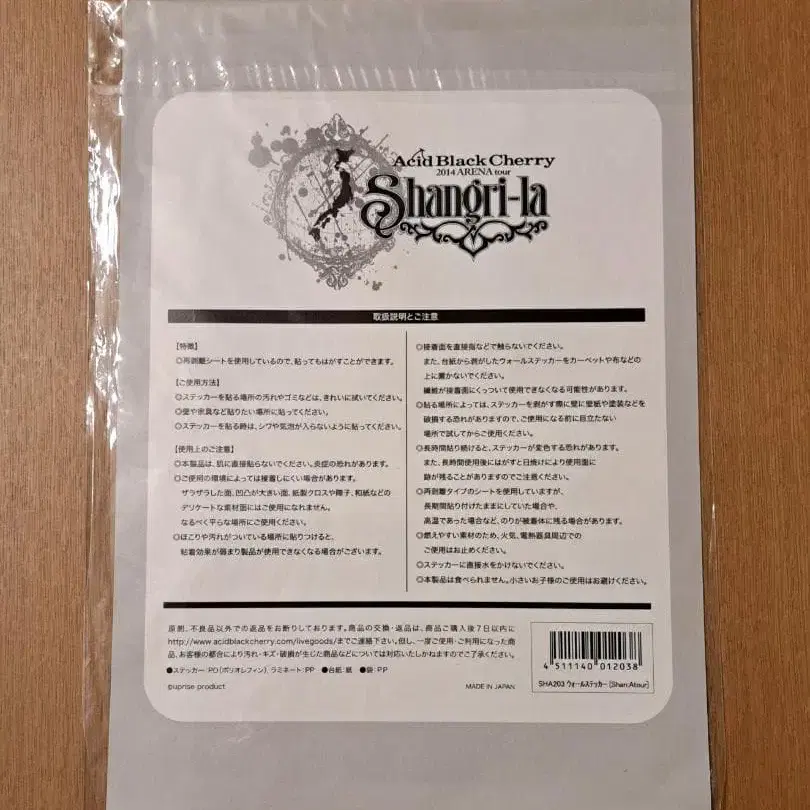 Acid Black Cherry
2014 ARENA tour
Shangri-la
取扱説明とご注意
【特徴】
◎再剥離シートを使用しているので、貼ってもはがすことができます。
【ご使用方法】
◎ステッカーを貼る場所の汚れやゴミなどは、きれいに拭いてください。
◎壁や家具など貼りたい場所に貼ってください。
◎ステッカーを貼る時は、シワや気泡が入らないように貼ってください。
【使用上のご注意】
◎本製品は、肌に直接貼らないでください。炎症の恐れがあります。
◎ご使用の環境によっては接着しにくい場合があります。
ザラザラした面、凹凸が大きい面、紙製クロスや障子、和紙などの
デリケートな素材面にはご使用になれません。
なるべく平らな場所にご使用ください。
◎ほこりや汚れがついている場所に貼りつけると、
粘着効果が弱まり製品が使用できなくなる場合がございます。
◎接着面を直接指などで触らないでください。
また、台紙から剥がしたウォールステッカーをカーペットや布などの
上に置かないでください。
繊維が接着面にくっついて使用できなくなる可能性があります。
◎貼る場所によっては、ステッカーを剥がす際に壁に壁紙や塗装などを
破損する恐れがありますので、ご使用になる前に目立たない
場所で試してからご使用ください。
◎長時間貼り続けると、ステッカーが変色する恐れがあります。
また、長時間使用後にはがすと日焼けにより使用面に
跡が残ることがありますのでご注意ください。
◎再剥離タイプのシートを使用していますが、
長期間貼り付けたままにしていた場合や、
高温であった場合など、のりが被着体に残る場合があります。
◎燃えやすい素材のため、火気、電熱器具周辺での
ご使用はお止めください。
◎ステッカーに直接水をかけないでください。
◎本製品は食べられません。小さいお子様のご使用はお避けください。
原則、不良品以外での返品をお断りしております。商品の交換・返品は、商品ご購入後7日以内に
http://www.acidblackcherry.com/livegoods/までご連絡下さい。但し、一度ご使用・ご利用になった商
品、お客様の都合により汚れ・キズ・破損が生じた商品などについては対応いたしかねますのでご了承ください。
●ステッカー：PO（ポリオレフィン）、ラミネート：PP ●台紙：紙 ●袋：PP
©uprise product
MADE IN JAPAN
4 511140 012038
SHA203 ウォールステッカー [Shan:Atour]